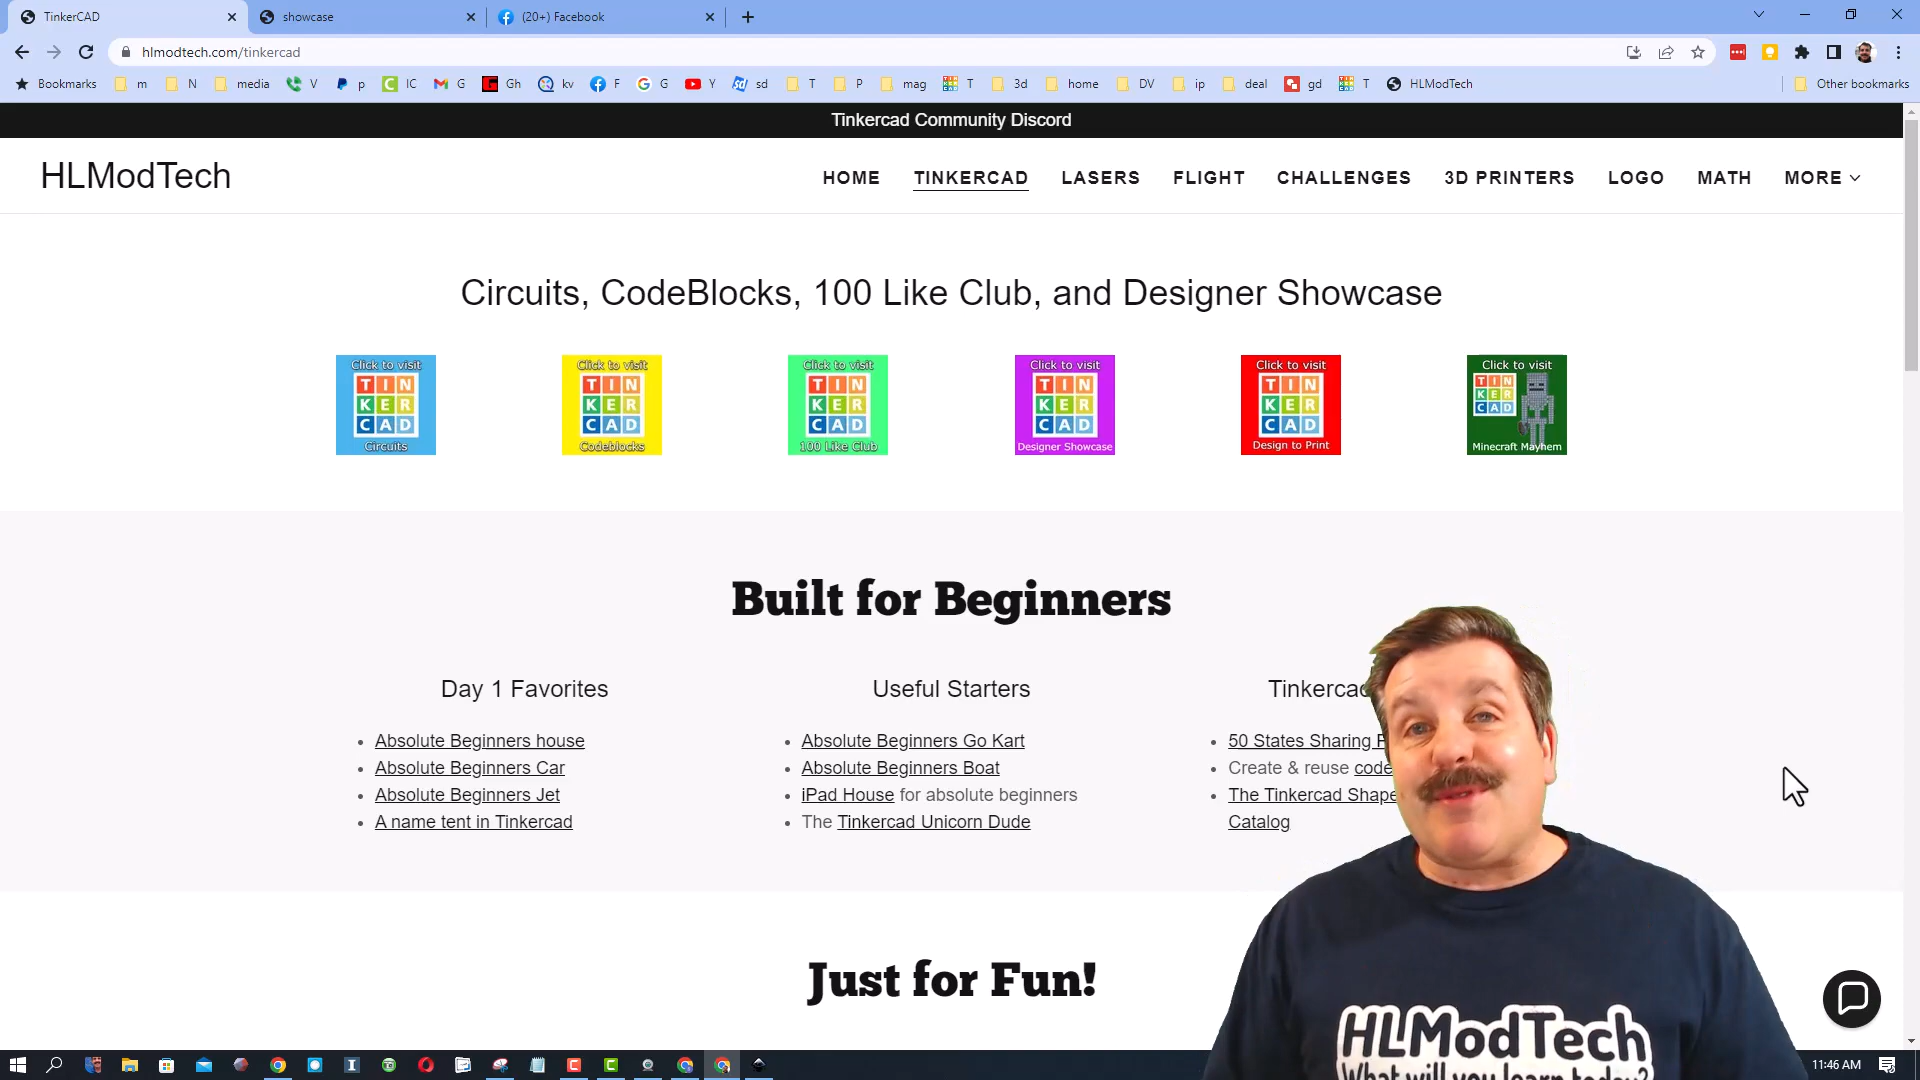 TinkerCAD
showcase
(20+) Facebook
hlmodtech.com/tinkercad
Bookmarks m N media V p IC G Gh kv F G Y sd T P mag T 3d home DV ip deal gd T HLModTech Other bookmarks
Tinkercad Community Discord
HLModTech
HOME TINKERCAD LASERS FLIGHT CHALLENGES 3D PRINTERS LOGO MATH MORE
Circuits, CodeBlocks, 100 Like Club, and Designer Showcase
Click to visit
TIN
KER
CAD
Circuits
Click to visit
TIN
KER
CAD
Codeblocks
Click to visit
TIN
KER
CAD
100 Like Club
Click to visit
TIN
KER
CAD
Designer Showcase
Click to visit
TIN
KER
CAD
Design to Print
Click to visit
TIN
KER
CAD
Minecraft Mayhem
Built for Beginners
Day 1 Favorites
Absolute Beginners house
Absolute Beginners Car
Absolute Beginners Jet
A name tent in Tinkercad
Useful Starters
Absolute Beginners Go Kart
Absolute Beginners Boat
iPad House for absolute beginners
The Tinkercad Unicorn Dude
Tinkercad
50 States Sharing
Create & reuse code
The Tinkercad Shape
Catalog
Just for Fun!
HLModTech
What will you learn today?
11:46 AM